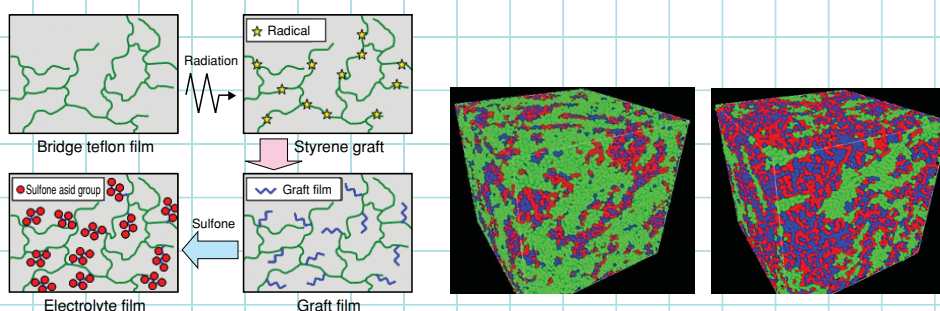 Radical
Radiation
Bridge teflon film
Styrene graft
Sulfone asid group
Graft film
Sulfone
Electrolyte film
Graft film